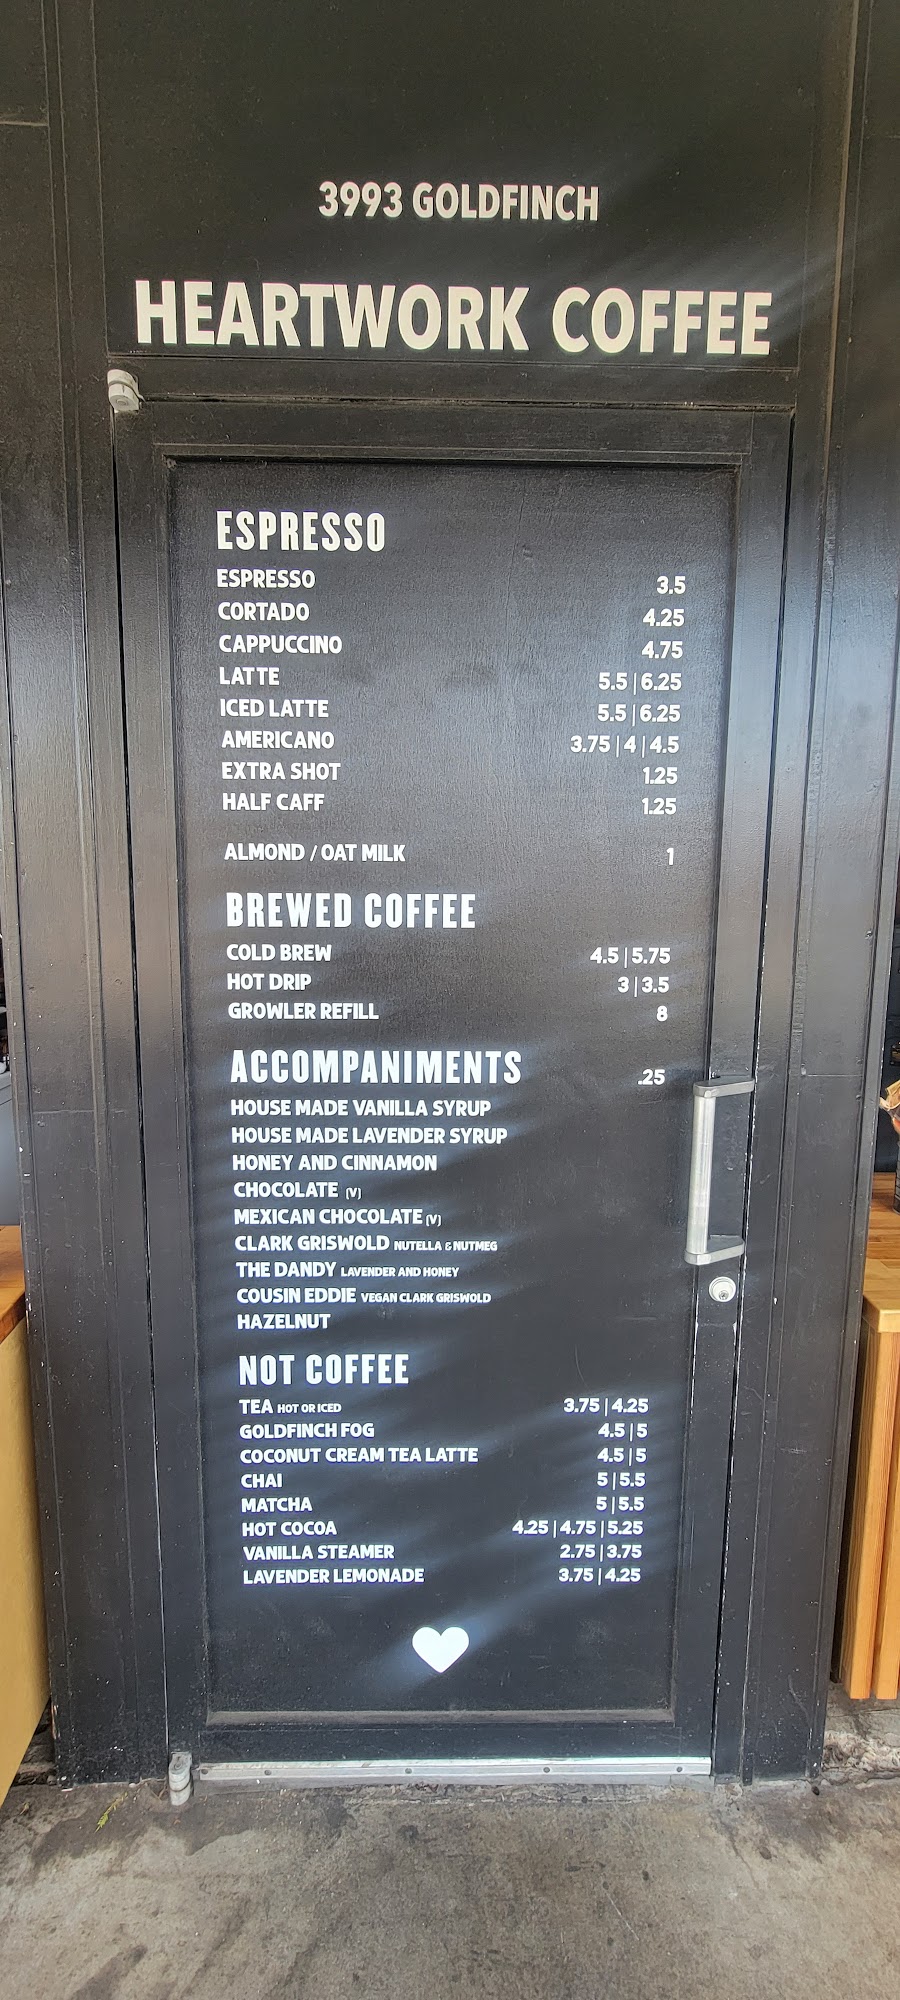 3993 GOLDFINCH
HEARTWORK COFFEE
ESPRESSO
ESPRESSO 3.5
CORTADO 4.25
CAPPUCCINO 4.75
LATTE 5.5 | 6.25
ICED LATTE 5.5 | 6.25
AMERICANO 3.75 | 4 | 4.5
EXTRA SHOT 1.25
HALF CAFF 1.25
ALMOND / OAT MILK 1
BREWED COFFEE
COLD BREW 4.5 | 5.75
HOT DRIP 3 | 3.5
GROWLER REFILL 8
ACCOMPANIMENTS .25
HOUSE MADE VANILLA SYRUP
HOUSE MADE LAVENDER SYRUP
HONEY AND CINNAMON
CHOCOLATE (V)
MEXICAN CHOCOLATE (V)
CLARK GRISWOLD NUTELLA & NUTMEG
THE DANDY LAVENDER AND HONEY
COUSIN EDDIE VEGAN CLARK GRISWOLD
HAZELNUT
NOT COFFEE
TEA HOT OR ICED 3.75 | 4.25
GOLDFINCH FOG 4.5 | 5
COCONUT CREAM TEA LATTE 4.5 | 5
CHAI 5 | 5.5
MATCHA 5 | 5.5
HOT COCOA 4.25 | 4.75 | 5.25
VANILLA STEAMER 2.75 | 3.75
LAVENDER LEMONADE 3.75 | 4.25